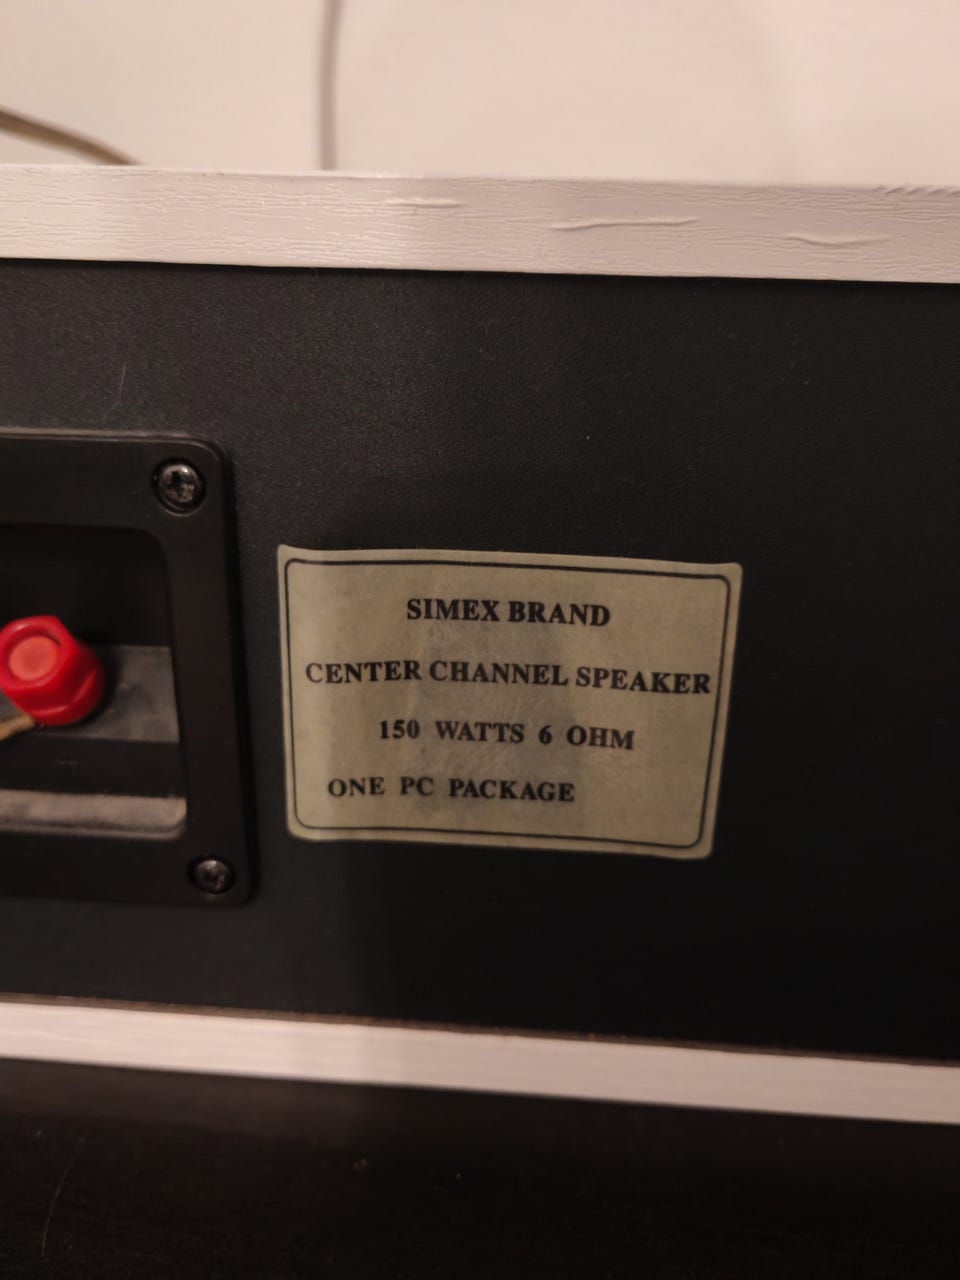 SIMEX BRAND
CENTER CHANNEL SPEAKER
150 WATTS 6 OHM
ONE PC PACKAGE